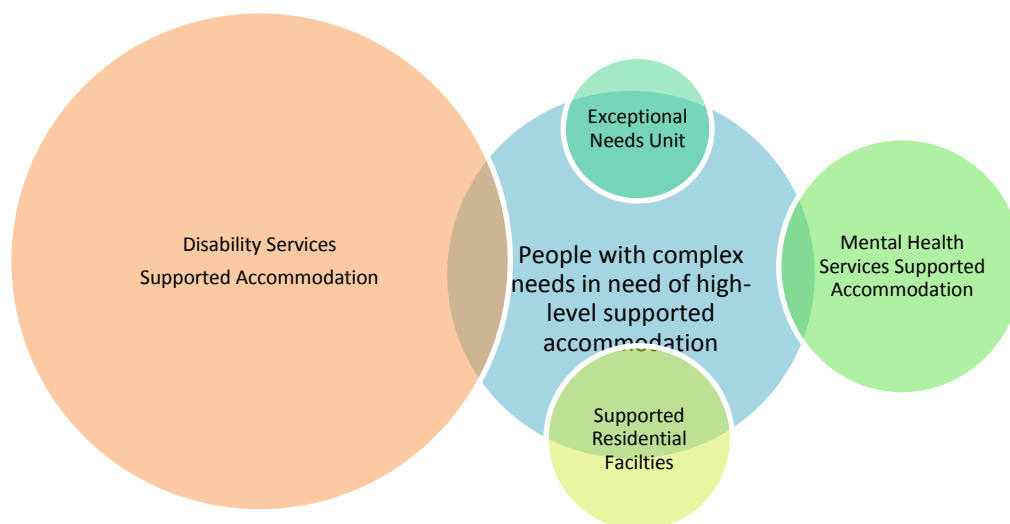 Disability Services
Supported Accommodation
Exceptional
Needs Unit
People with complex
needs in need of high-
level supported
accommodation
Mental Health
Services Supported
Accommodation
Supported
Residential
Facilties